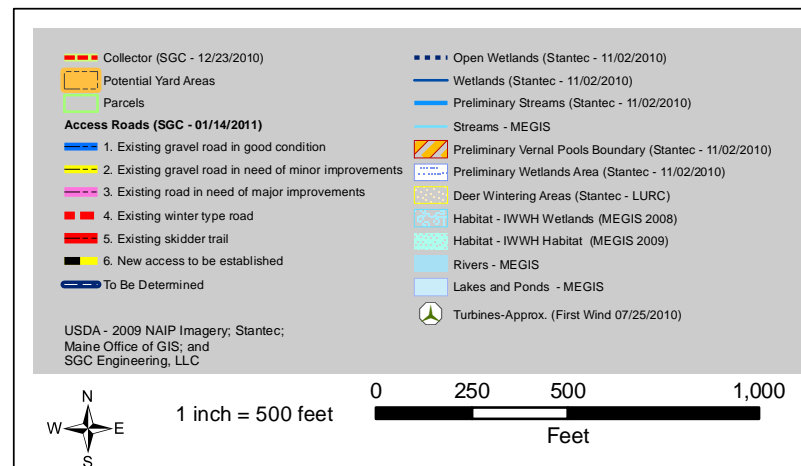 Collector (SGC - 12/23/2010)
Potential Yard Areas
Parcels
Access Roads (SGC - 01/14/2011)
1. Existing gravel road in good condition
2. Existing gravel road in need of minor improvements
3. Existing road in need of major improvements
4. Existing winter type road
5. Existing skidder trail
6. New access to be established
To Be Determined
USDA - 2009 NAIP Imagery; Stantec;
Maine Office of GIS; and
SGC Engineering, LLC
Open Wetlands (Stantec - 11/02/2010)
Wetlands (Stantec - 11/02/2010)
Preliminary Streams (Stantec - 11/02/2010)
Streams - MEGIS
Preliminary Vernal Pools Boundary (Stantec - 11/02/2010)
Preliminary Wetlands Area (Stantec - 11/02/2010)
Deer Wintering Areas (Stantec - LURC)
Habitat - IWWH Wetlands (MEGIS 2008)
Habitat - IWWH Habitat (MEGIS 2009)
Rivers - MEGIS
Lakes and Ponds - MEGIS
Turbines-Approx. (First Wind 07/25/2010)
N
W E
S
1 inch = 500 feet
0 250 500 1,000
Feet